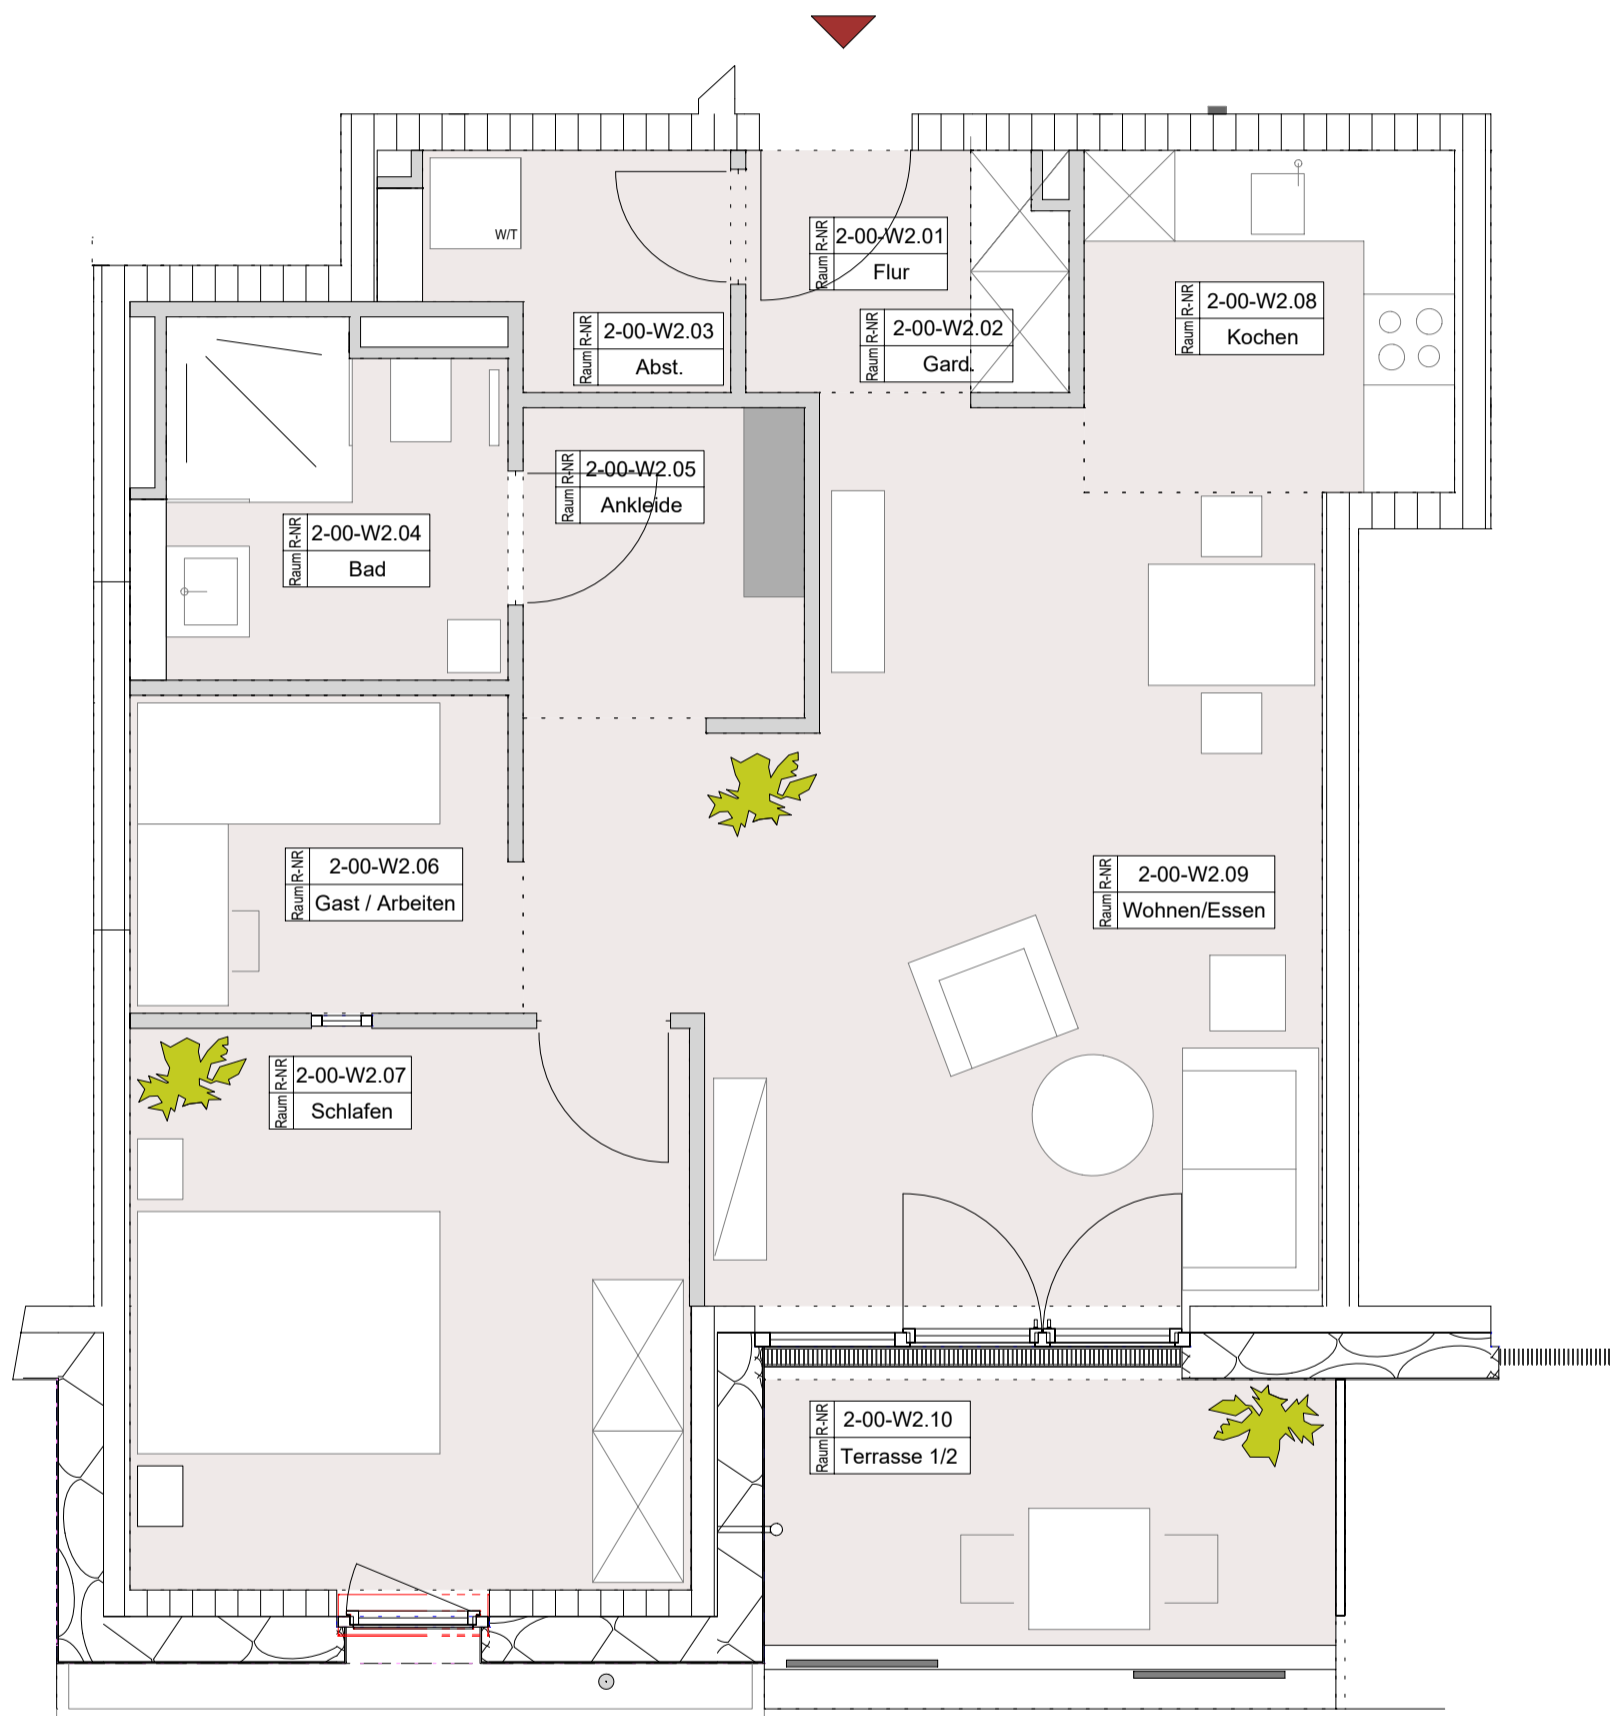 W/T
R-NR 2-00-W2.01
Raum Flur
R-NR 2-00-W2.02
Raum Gard.
R-NR 2-00-W2.03
Raum Abst.
R-NR 2-00-W2.08
Raum Kochen
R-NR 2-00-W2.05
Raum Ankleide
R-NR 2-00-W2.04
Raum Bad
R-NR 2-00-W2.06
Raum Gast / Arbeiten
R-NR 2-00-W2.09
Raum Wohnen/Essen
R-NR 2-00-W2.07
Raum Schlafen
R-NR 2-00-W2.10
Raum Terrasse 1/2